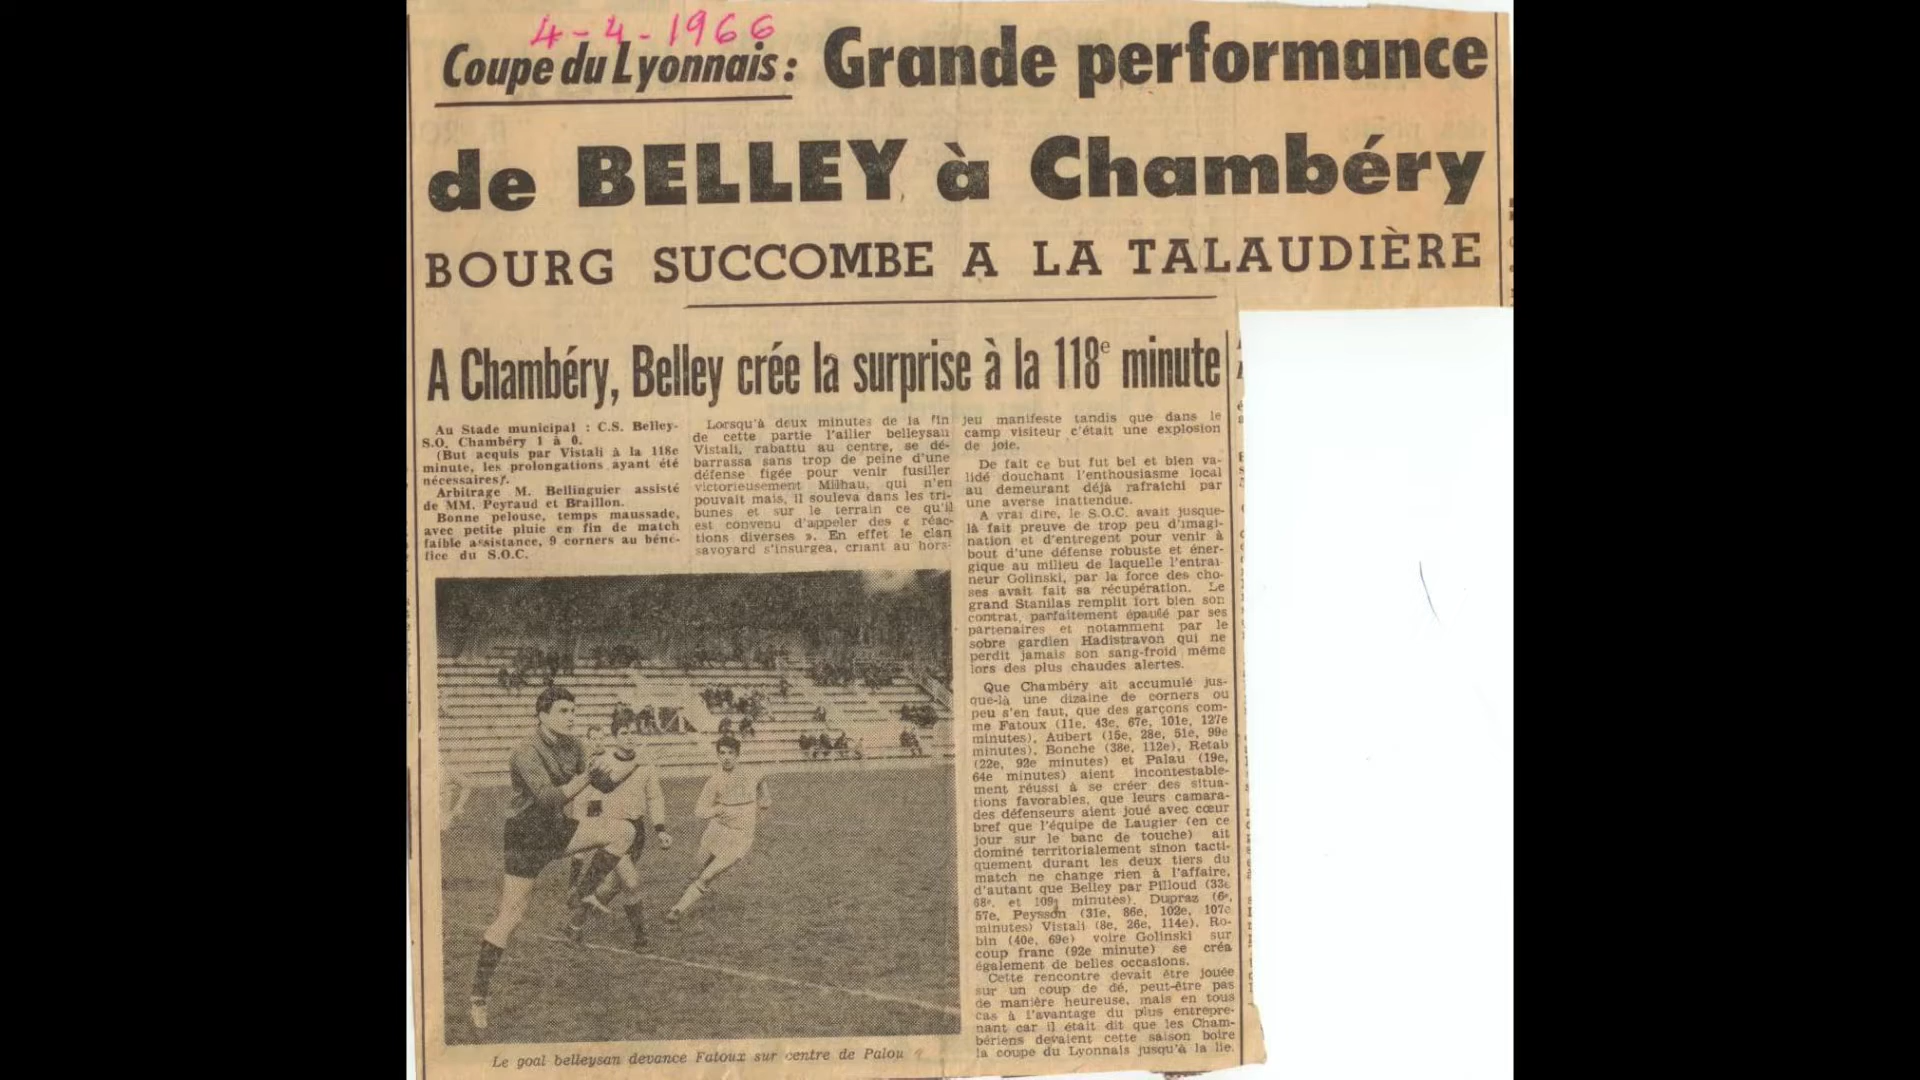 4-4-1966
Coupe du Lyonnais : Grande performance
de BELLEY à Chambéry
BOURG SUCCOMBE A LA TALAUDIÈRE
A Chambéry, Belley crée la surprise à la 118e minute
Au Stade municipal : C.S. Belley-
S.O. Chambéry 1 à 0.
(But acquis par Vistali à la 118e
minute, les prolongations ayant été
nécessaires).
Arbitrage M. Bellinguier assisté
de MM. Peyraud et Braillon.
Bonne pelouse, temps maussade,
avec petite pluie en fin de match
faible assistance, 9 corners au béné-
fice du S.O.C.
Lorsqu'à deux minutes de la fin
de cette partie l'ailier belleysan
Vistali, rabattu au centre, se dé-
barrassa sans trop de peine d'une
défense figée pour venir fusiller
victorieusement Milhau, qui n'en
pouvait mais, il souleva dans les tri-
bunes et sur le terrain ce qu'il
est convenu d'appeler des « réac-
tions diverses ». En effet le clan
savoyard s'insurgea, criant au hors-
jeu manifeste tandis que dans le
camp visiteur c'était une explosion
de joie.
De fait ce but fut bel et bien va-
lidé douchant l'enthousiasme local
au demeurant déjà rafraichi par
une averse inattendue.
A vrai dire, le S.O.C. avait jusque-
là fait preuve de trop peu d'imagi-
nation et d'entregent pour venir à
bout d'une défense robuste et éner-
gique au milieu de laquelle l'entraî-
neur Golinski, par la force des cho-
ses avait fait sa récupération. Le
grand Stanilas remplit fort bien son
contrat, parfaitement épaulé par ses
partenaires et notamment par le
sobre gardien Hadistravon qui ne
perdit jamais son sang-froid même
lors des plus chaudes alertes.
Que Chambéry ait accumulé jus-
que-là une dizaine de corners ou
peu s'en faut, que des garçons com-
me Fatoux (11e, 43e, 67e, 101e, 127e
minutes), Aubert (15e, 28e, 51e, 99e
minutes), Bonche (38e, 112e), Retab
(22e, 92e minutes) et Palau (19e,
64e minutes) aient incontestable-
ment réussi à se créer des situa-
tions favorables, que leurs camara-
des défenseurs aient joué avec cœur
bref que l'équipe de Laugier (en ce
jour sur le banc de touche) ait
dominé territorialement sinon tacti-
quement durant les deux tiers du
match ne change rien à l'affaire,
d'autant que Belley par Pilloud (33e
68e, et 109e minutes), Dupraz (6e,
57e, Peysson (31e, 86e, 102e, 107e
minutes) Vistali (8e, 26e, 114e), Ro-
bin (40e, 69e) voire Golinski sur
coup franc (92e minute) se créa
également de belles occasions.
Cette rencontre devait être jouée
sur un coup de dé, peut-être pas
de manière heureuse, mais en tous
cas à l'avantage du plus entrepre-
nant car il était dit que les Cham-
bériens devaient cette saison boire
la coupe du Lyonnais jusqu'à la lie.
Le goal belleysan devance Fatoux sur centre de Palou